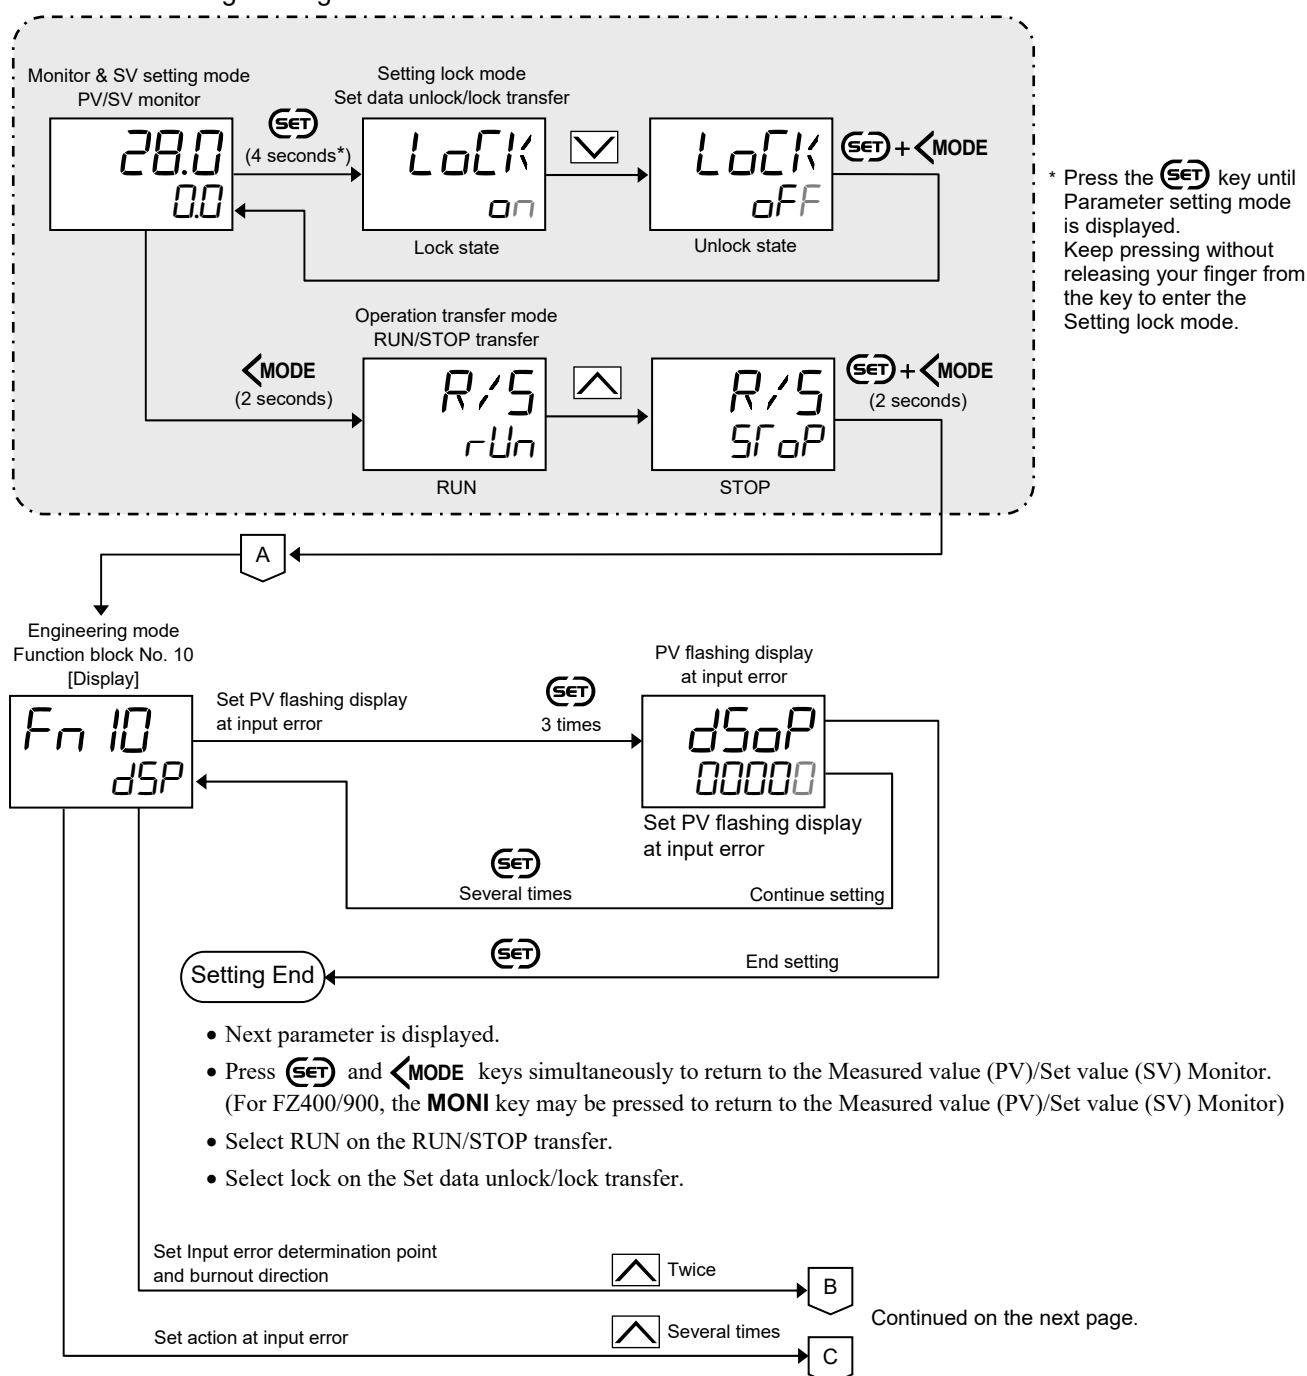 Monitor & SV setting mode
PV/SV monitor
28.0
0.0
SET
(4 seconds*)
Setting lock mode
Set data unlock/lock transfer
LoCK
on
Lock state
LoCK
oFF
Unlock state
SET + <MODE
* Press the SET key until
Parameter setting mode
is displayed.
Keep pressing without
releasing your finger from
the key to enter the
Setting lock mode.
<MODE
(2 seconds)
Operation transfer mode
RUN/STOP transfer
R/S
rUn
RUN
R/S
SToP
STOP
SET + <MODE
(2 seconds)
A
Engineering mode
Function block No. 10
[Display]
Fn 10
dSP
Set PV flashing display
at input error
SET
3 times
PV flashing display
at input error
dSoP
00000
Set PV flashing display
at input error
SET
Several times
Continue setting
SET
End setting
Setting End
• Next parameter is displayed.
• Press SET and <MODE keys simultaneously to return to the Measured value (PV)/Set value (SV) Monitor.
(For FZ400/900, the MONI key may be pressed to return to the Measured value (PV)/Set value (SV) Monitor)
• Select RUN on the RUN/STOP transfer.
• Select lock on the Set data unlock/lock transfer.
Set Input error determination point
and burnout direction
Twice
B
Continued on the next page.
Set action at input error
Several times
C